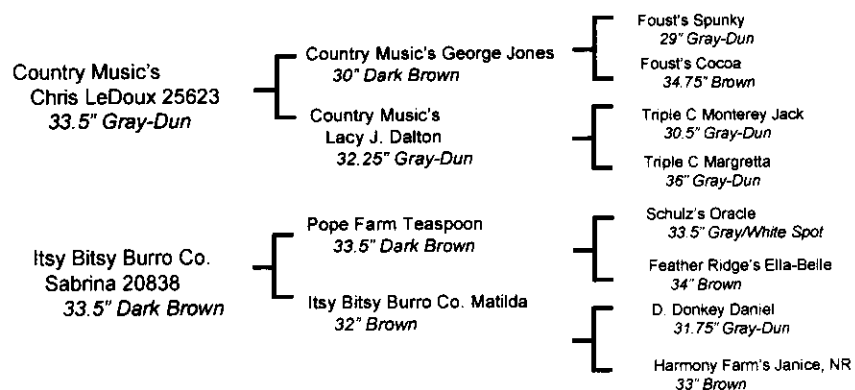 Country Music's
Chris LeDoux 25623
33.5" Gray-Dun
Country Music's George Jones
30" Dark Brown
Foust's Spunky
29" Gray-Dun
Foust's Cocoa
34.75" Brown
Country Music's
Lacy J. Dalton
32.25" Gray-Dun
Triple C Monterey Jack
30.5" Gray-Dun
Triple C Margretta
36" Gray-Dun
Itsy Bitsy Burro Co.
Sabrina 20838
33.5" Dark Brown
Pope Farm Teaspoon
33.5" Dark Brown
Schulz's Oracle
33.5" Gray/White Spot
Feather Ridge's Ella-Belle
34" Brown
Itsy Bitsy Burro Co. Matilda
32" Brown
D. Donkey Daniel
31.75" Gray-Dun
Harmony Farm's Janice, NR
33" Brown